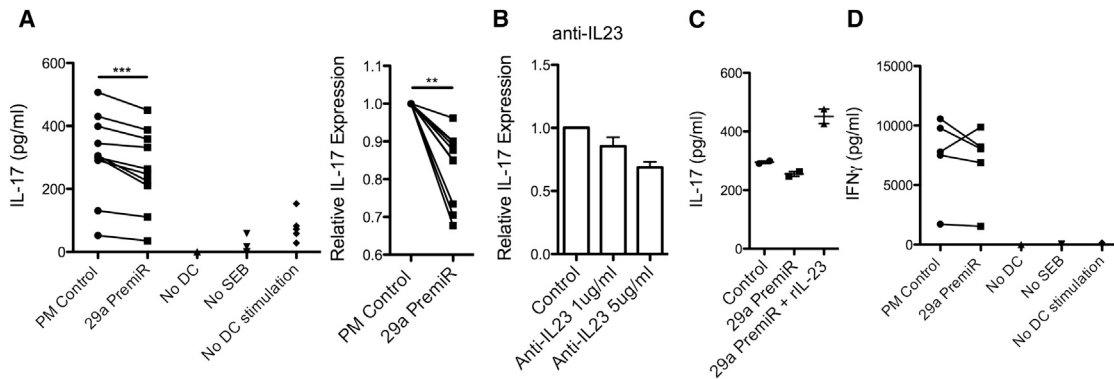 A
IL-17 (pg/ml)
600
400
200
0
***
PM Control
29a PremiR
No DC
No SEB
No DC stimulation
Relative IL-17 Expression
1.1
1.0
0.9
0.8
0.7
0.6
**
PM Control
29a PremiR
B
anti-IL23
Relative IL-17 Expression
1.5
1.0
0.5
0.0
Control
Anti-IL23 1ug/ml
Anti-IL23 5ug/ml
C
IL-17 (pg/ml)
600
400
200
0
Control
29a PremiR
29a PremiR + rIL-23
D
IFNγ (pg/ml)
15000
10000
5000
0
PM Control
29a PremiR
No DC
No SEB
No DC stimulation